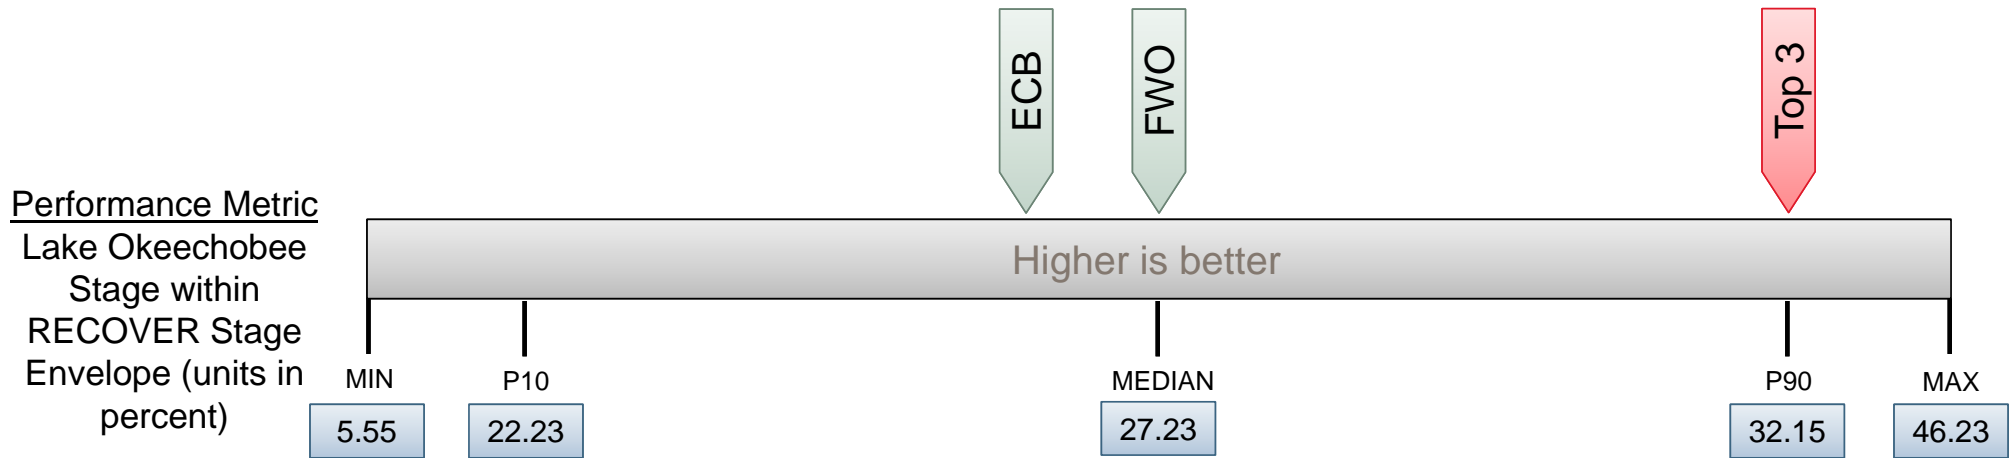 ECB
FWO
Top 3
Performance Metric
Lake Okeechobee
Stage within
RECOVER Stage
Envelope (units in
percent)
Higher is better
MIN
P10
MEDIAN
P90
MAX
5.55
22.23
27.23
32.15
46.23